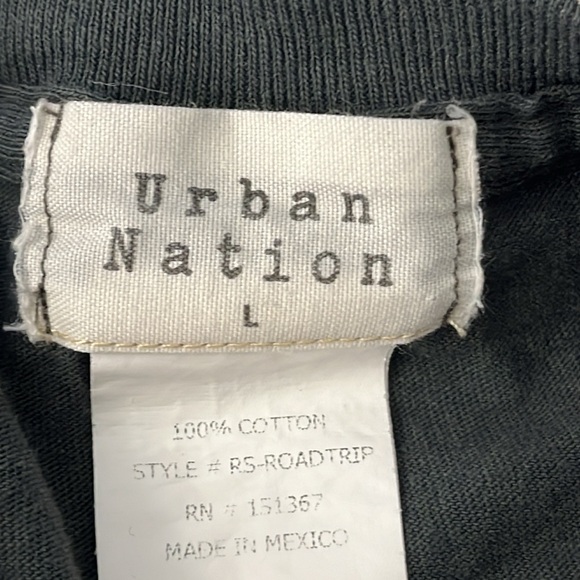 Urban
Nation
L
100% COTTON
STYLE # RS-ROADTRIP
RN # 151367
MADE IN MEXICO